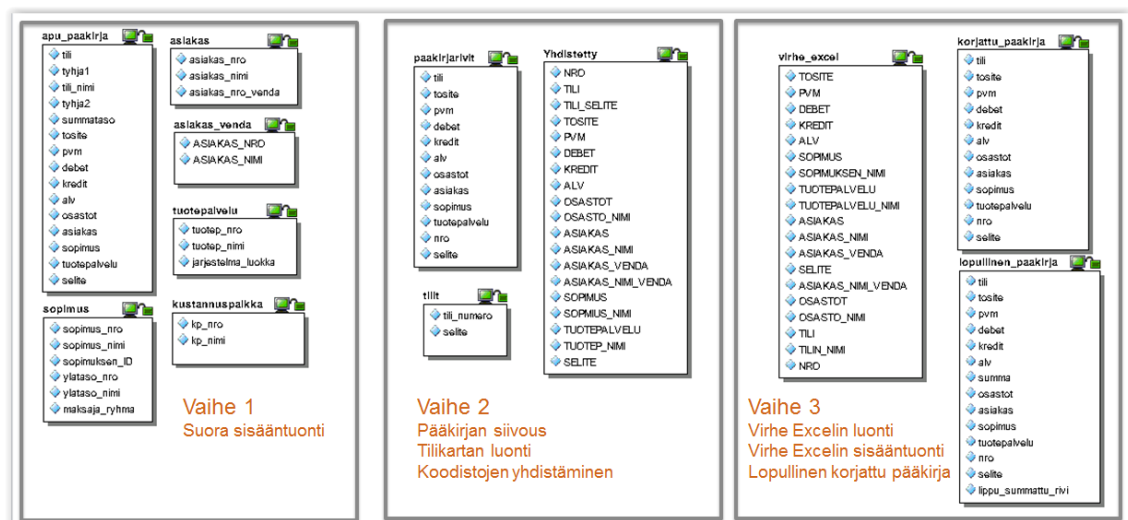 apu_paakirja
tili
tyhja1
tili_nimi
tyhja2
summataso
tosite
pvm
debet
kredit
alv
osastot
asiakas
sopimus
tuotepalvelu
selite
sopimus
sopimus_nro
sopimus_nimi
sopimuksen_ID
ylataso_nro
ylataso_nimi
maksaja_ryhma
asiakas
asiakas_nro
asiakas_nimi
asiakas_nro_venda
asiakas_venda
ASIAKAS_NRO
ASIAKAS_NIMI
tuotepalvelu
tuotep_nro
tuotep_nimi
jarjestelma_luokka
kustannuspaikka
kp_nro
kp_nimi
Vaihe 1
Suora sisääntuonti
paakirjarivit
tili
tosite
pvm
debet
kredit
alv
osastot
asiakas
sopimus
tuotepalvelu
nro
selite
tilit
tili_numero
selite
Yhdistetty
NRO
TILI
TILI_SELITE
TOSITE
PVM
DEBET
KREDIT
ALV
OSASTOT
OSASTO_NIMI
ASIAKAS
ASIAKAS_NIMI
ASIAKAS_VENDA
ASIAKAS_NIMI_VENDA
SOPIMUS
SOPMIUS_NIMI
TUOTEPALVELU
TUOTEP_NIMI
SELITE
Vaihe 2
Pääkirjan siivous
Tilikartan luonti
Koodistojen yhdistäminen
virhe_excel
TOSITE
PVM
DEBET
KREDIT
ALV
SOPIMUS
SOPIMUKSEN_NIMI
TUOTEPALVELU
TUOTEPALVELU_NIMI
ASIAKAS
ASIAKAS_NIMI
ASIAKAS_VENDA
SELITE
ASIAKAS_NIMI_VENDA
OSASTOT
OSASTO_NIMI
TILI
TILIN_NIMI
NRO
korjattu_paakirja
tili
tosite
pvm
debet
kredit
alv
osastot
asiakas
sopimus
tuotepalvelu
nro
selite
lopullinen_paakirja
tili
tosite
pvm
debet
kredit
alv
summa
osastot
asiakas
sopimus
tuotepalvelu
nro
selite
lippu_summattu_rivi
Vaihe 3
Virhe Excelin luonti
Virhe Excelin sisääntuonti
Lopullinen korjattu pääkirja